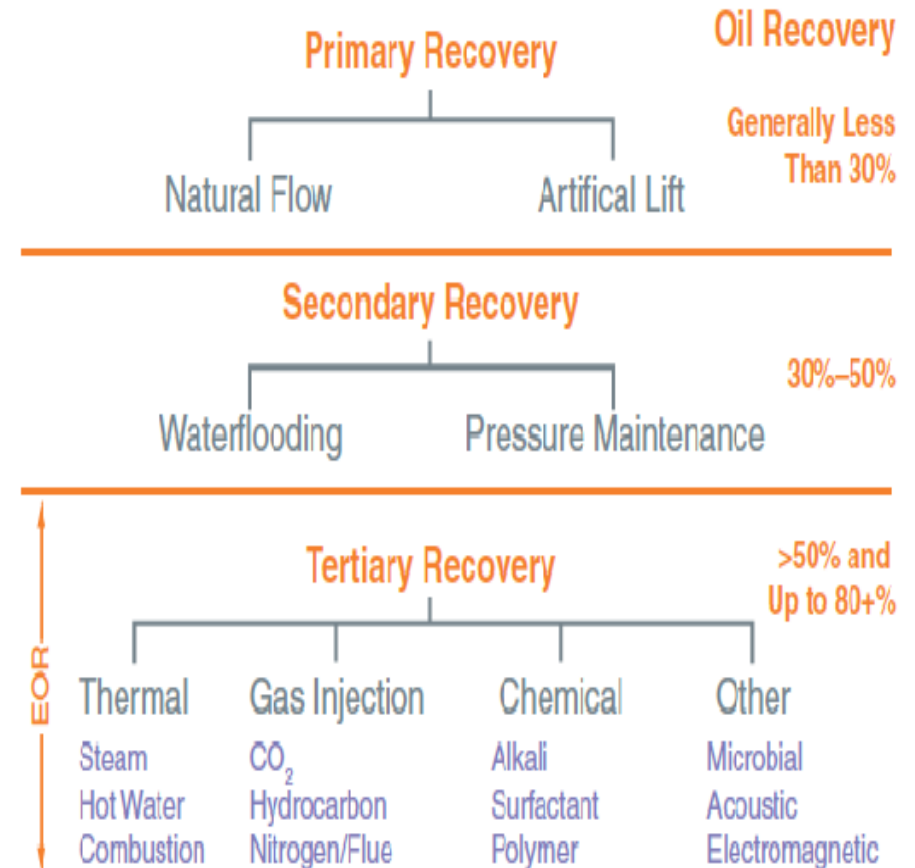 Oil Recovery
Primary Recovery
Generally Less
Than 30%
Natural Flow
Artifical Lift
Secondary Recovery
30%–50%
Waterflooding
Pressure Maintenance
Tertiary Recovery
>50% and
Up to 80+%
EOR
Thermal
Steam
Hot Water
Combustion
Gas Injection
CO₂
Hydrocarbon
Nitrogen/Flue
Chemical
Alkali
Surfactant
Polymer
Other
Microbial
Acoustic
Electromagnetic